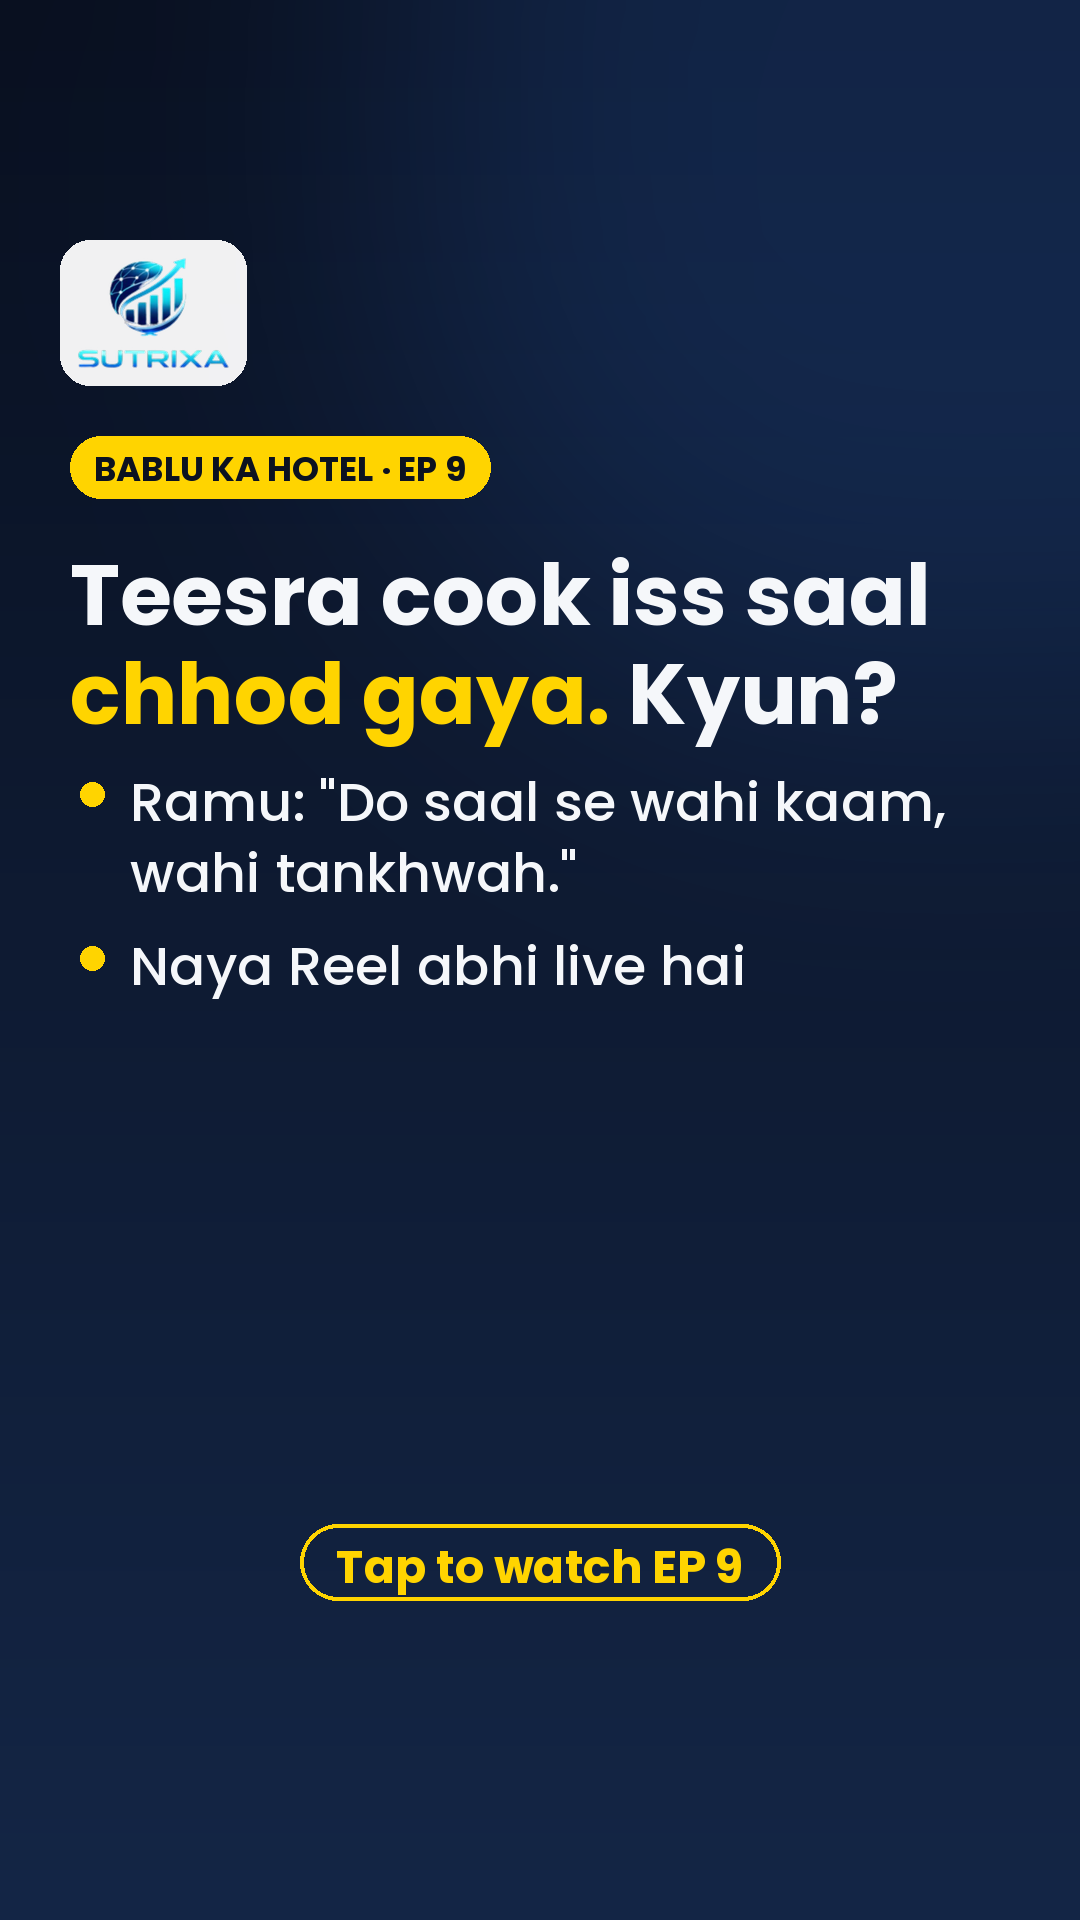 SUTRIXA
BABLU KA HOTEL · EP 9
Teesra cook iss saal
chhod gaya. Kyun?
Ramu: "Do saal se wahi kaam,
wahi tankhwah."
Naya Reel abhi live hai
Tap to watch EP 9